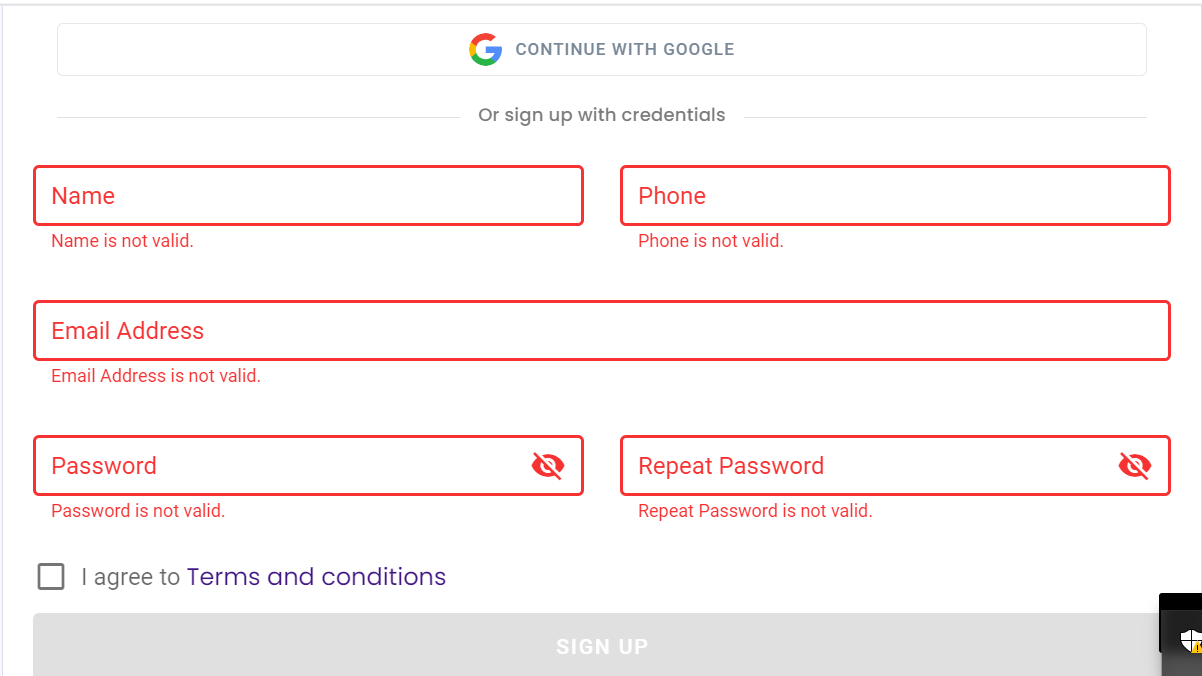 CONTINUE WITH GOOGLE
Or sign up with credentials
Name Phone
Name is not valid. Phone is not valid.
Email Address
Email Address is not valid.
Password Repeat Password
Password is not valid. Repeat Password is not valid.
I agree to Terms and conditions
SIGN UP